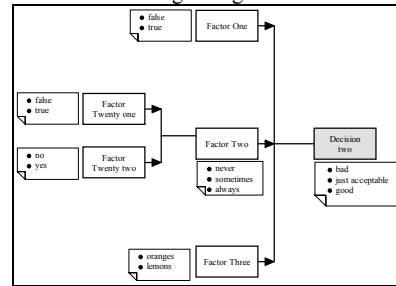 ● false
● true
Factor One
● false
● true
Factor
Twenty one
● no
● yes
Factor
Twenty two
Factor Two
● never
● sometimes
● always
Decision
two
● bad
● just acceptable
● good
● oranges
● lemons
Factor Three